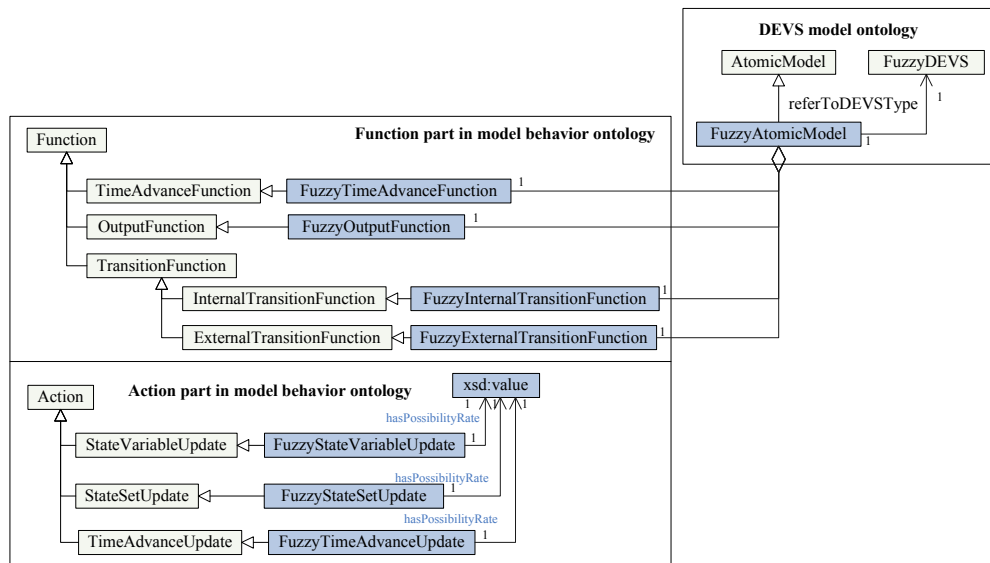 DEVS model ontology
AtomicModel
FuzzyDEVS
referToDEVSType
1
FuzzyAtomicModel
1
Function part in model behavior ontology
Function
TimeAdvanceFunction
FuzzyTimeAdvanceFunction
1
OutputFunction
FuzzyOutputFunction
1
TransitionFunction
InternalTransitionFunction
FuzzyInternalTransitionFunction
1
ExternalTransitionFunction
FuzzyExternalTransitionFunction
1
Action part in model behavior ontology
xsd:value
Action
1 1 1
hasPossibilityRate
StateVariableUpdate
FuzzyStateVariableUpdate
1
hasPossibilityRate
StateSetUpdate
FuzzyStateSetUpdate
1
hasPossibilityRate
TimeAdvanceUpdate
FuzzyTimeAdvanceUpdate
1